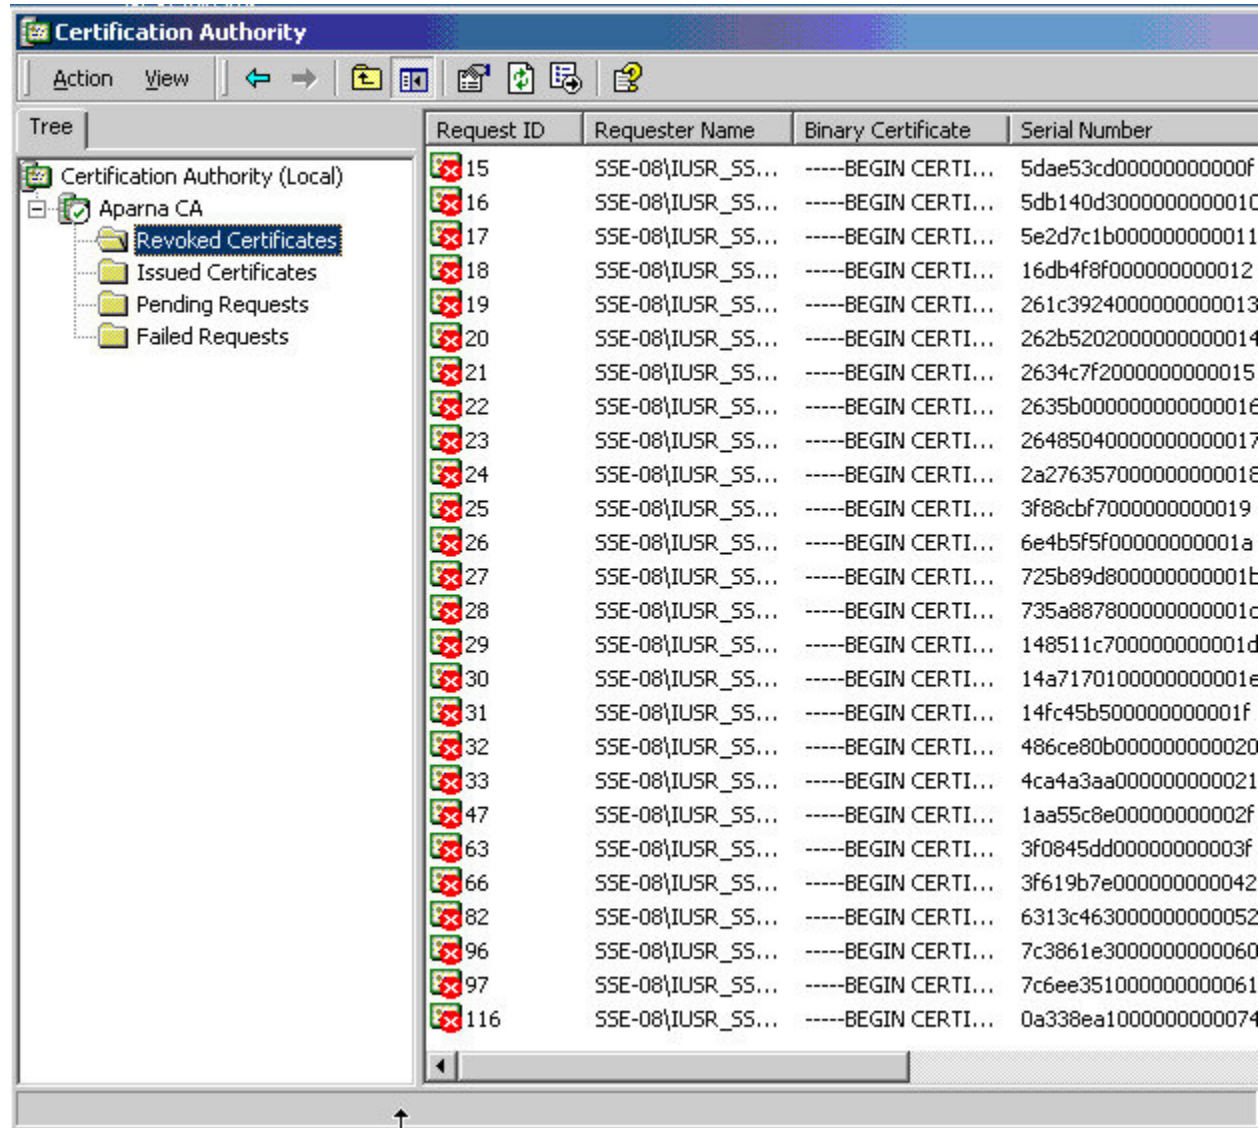 Certification Authority
Action View
Tree
Request ID Requester Name Binary Certificate Serial Number
Certification Authority (Local)
Aparna CA
Revoked Certificates
Issued Certificates
Pending Requests
Failed Requests
15 SSE-08\IUSR_SS... -----BEGIN CERTI... 5dae53cd00000000000f
16 SSE-08\IUSR_SS... -----BEGIN CERTI... 5db140d3000000000010
17 SSE-08\IUSR_SS... -----BEGIN CERTI... 5e2d7c1b000000000011
18 SSE-08\IUSR_SS... -----BEGIN CERTI... 16db4f8f000000000012
19 SSE-08\IUSR_SS... -----BEGIN CERTI... 261c3924000000000013
20 SSE-08\IUSR_SS... -----BEGIN CERTI... 262b5202000000000014
21 SSE-08\IUSR_SS... -----BEGIN CERTI... 2634c7f2000000000015
22 SSE-08\IUSR_SS... -----BEGIN CERTI... 2635b000000000000016
23 SSE-08\IUSR_SS... -----BEGIN CERTI... 26485040000000000017
24 SSE-08\IUSR_SS... -----BEGIN CERTI... 2a276357000000000018
25 SSE-08\IUSR_SS... -----BEGIN CERTI... 3f88cbf7000000000019
26 SSE-08\IUSR_SS... -----BEGIN CERTI... 6e4b5f5f00000000001a
27 SSE-08\IUSR_SS... -----BEGIN CERTI... 725b89d800000000001b
28 SSE-08\IUSR_SS... -----BEGIN CERTI... 735a887800000000001c
29 SSE-08\IUSR_SS... -----BEGIN CERTI... 148511c700000000001d
30 SSE-08\IUSR_SS... -----BEGIN CERTI... 14a7170100000000001e
31 SSE-08\IUSR_SS... -----BEGIN CERTI... 14fc45b500000000001f
32 SSE-08\IUSR_SS... -----BEGIN CERTI... 486ce80b000000000020
33 SSE-08\IUSR_SS... -----BEGIN CERTI... 4ca4a3aa000000000021
47 SSE-08\IUSR_SS... -----BEGIN CERTI... 1aa55c8e00000000002f
63 SSE-08\IUSR_SS... -----BEGIN CERTI... 3f0845dd00000000003f
66 SSE-08\IUSR_SS... -----BEGIN CERTI... 3f619b7e000000000042
82 SSE-08\IUSR_SS... -----BEGIN CERTI... 6313c463000000000052
96 SSE-08\IUSR_SS... -----BEGIN CERTI... 7c3861e3000000000060
97 SSE-08\IUSR_SS... -----BEGIN CERTI... 7c6ee351000000000061
116 SSE-08\IUSR_SS... -----BEGIN CERTI... 0a338ea1000000000074